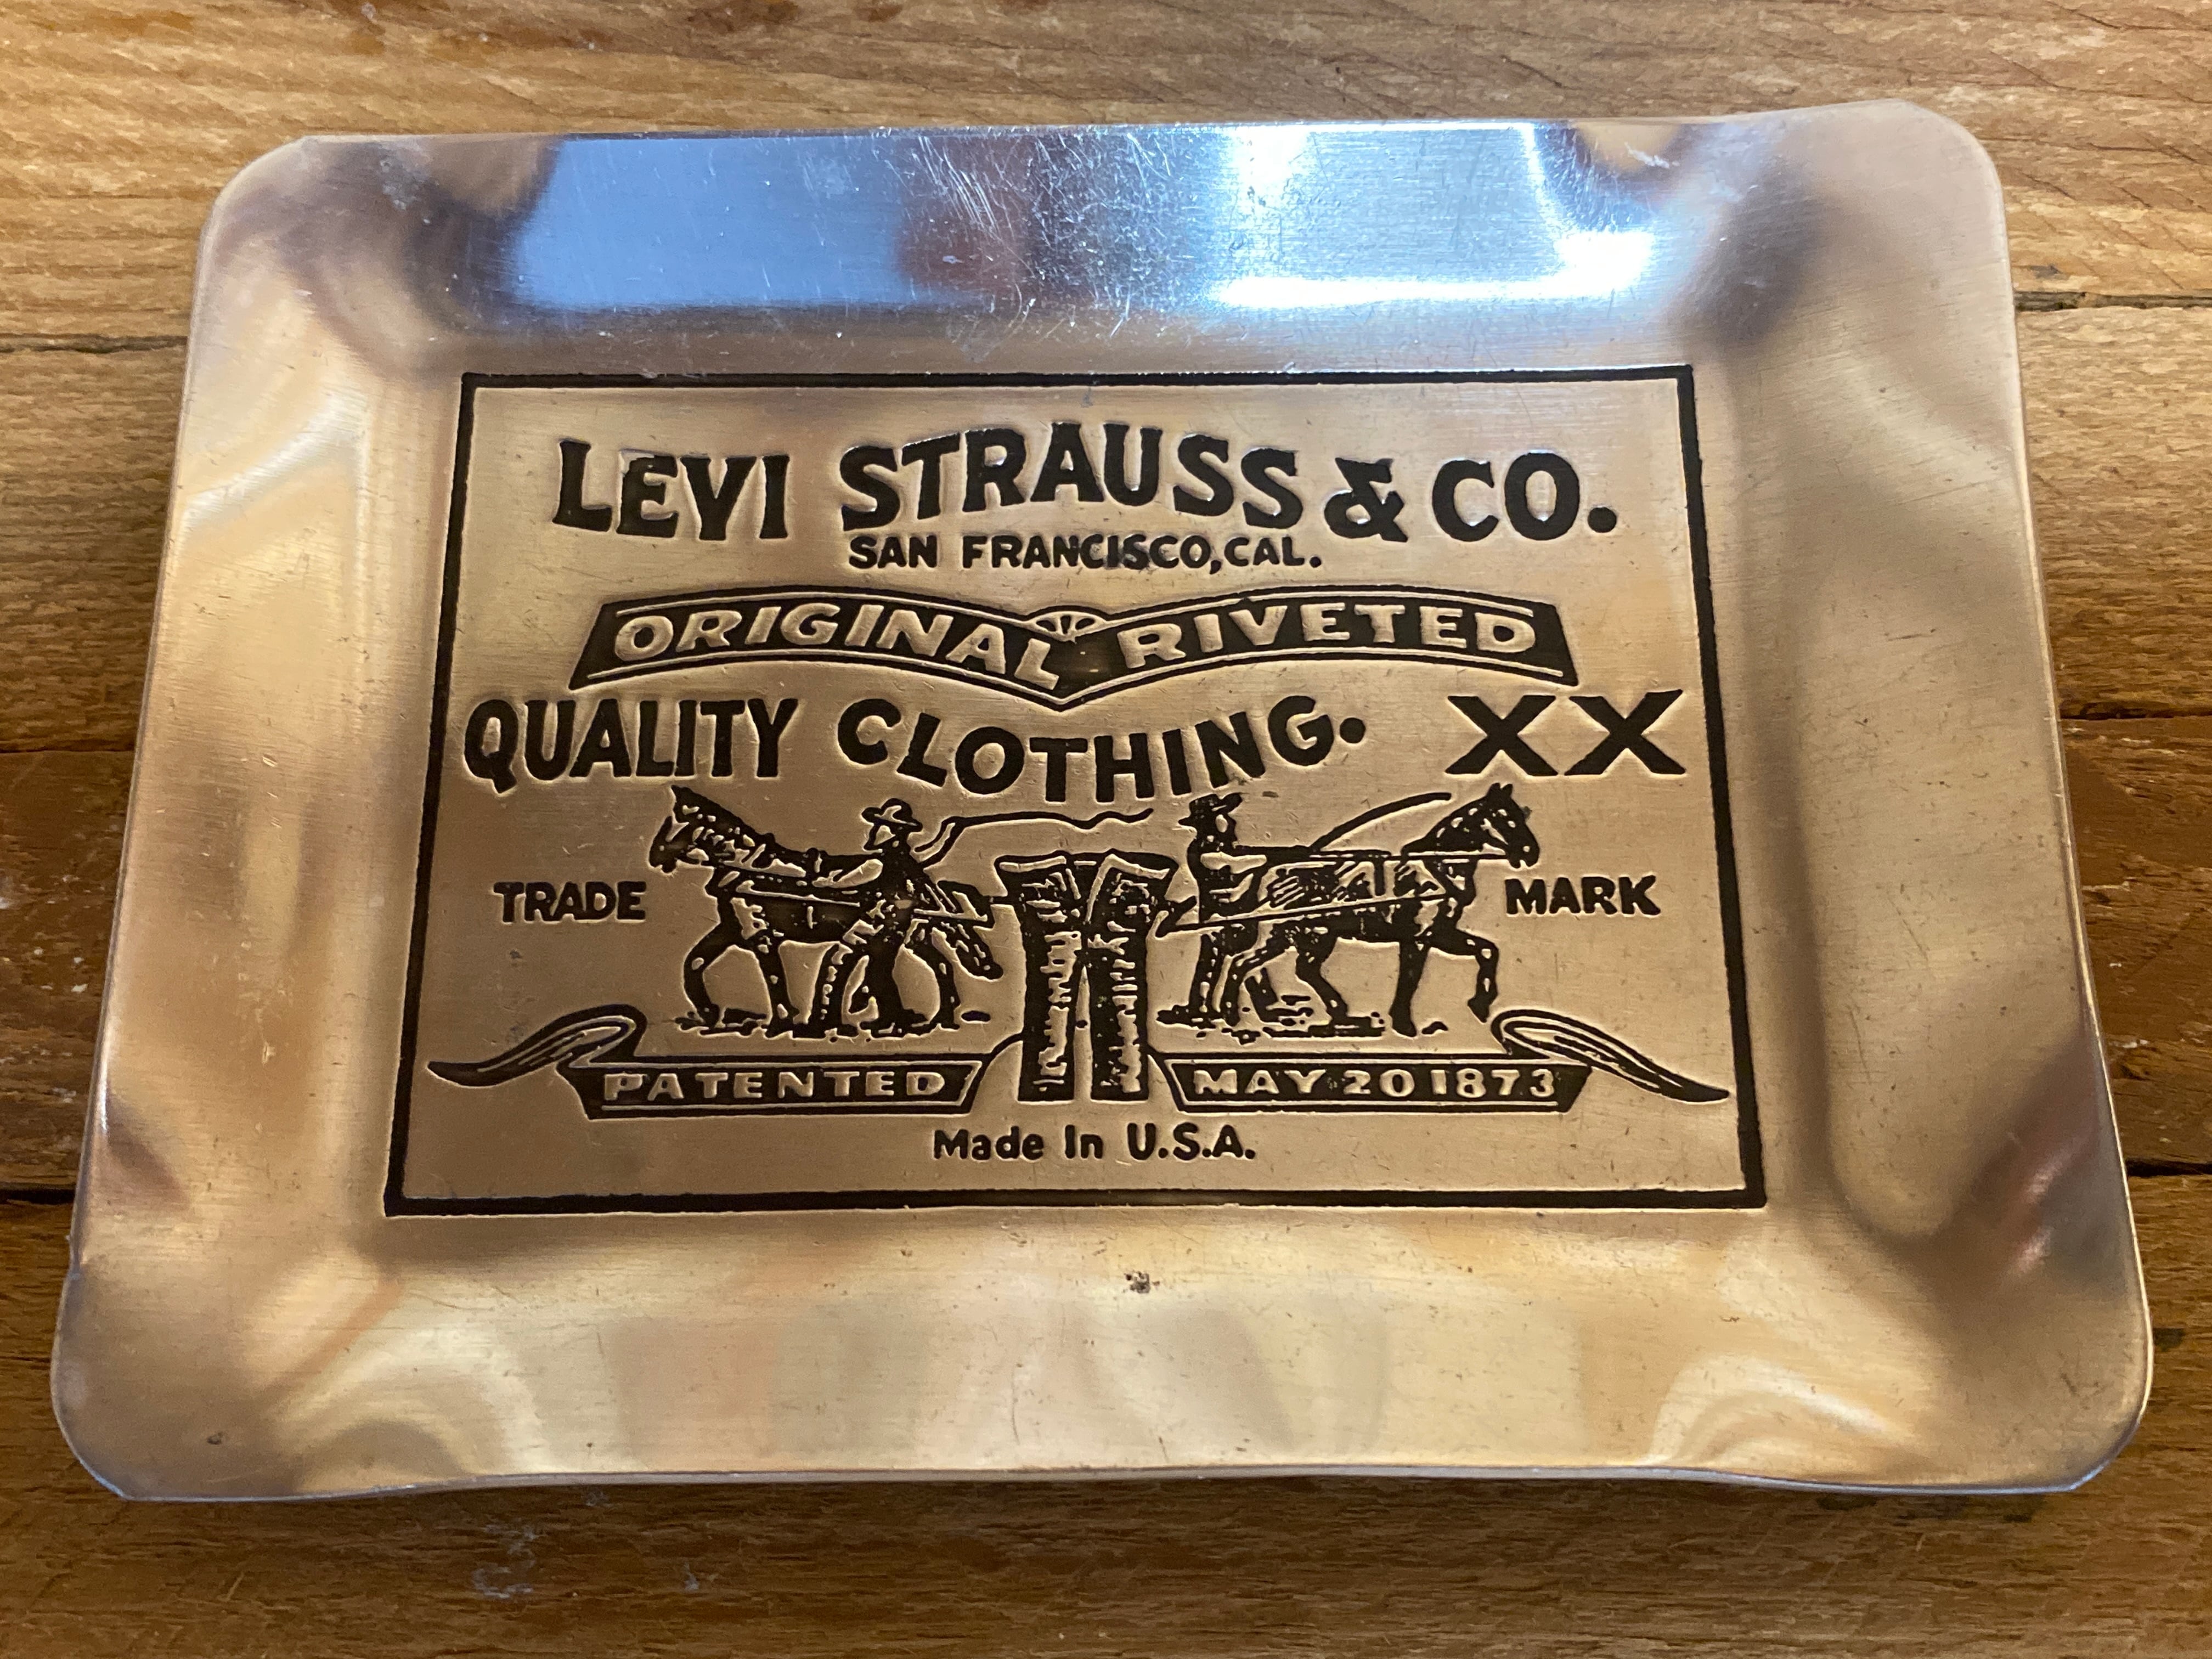 LEVI STRAUSS & CO.
SAN FRANCISCO, CAL.
ORIGINAL RIVETED
QUALITY CLOTHING. XX
TRADE MARK
PATENTED MAY 20 1873
Made In U.S.A.